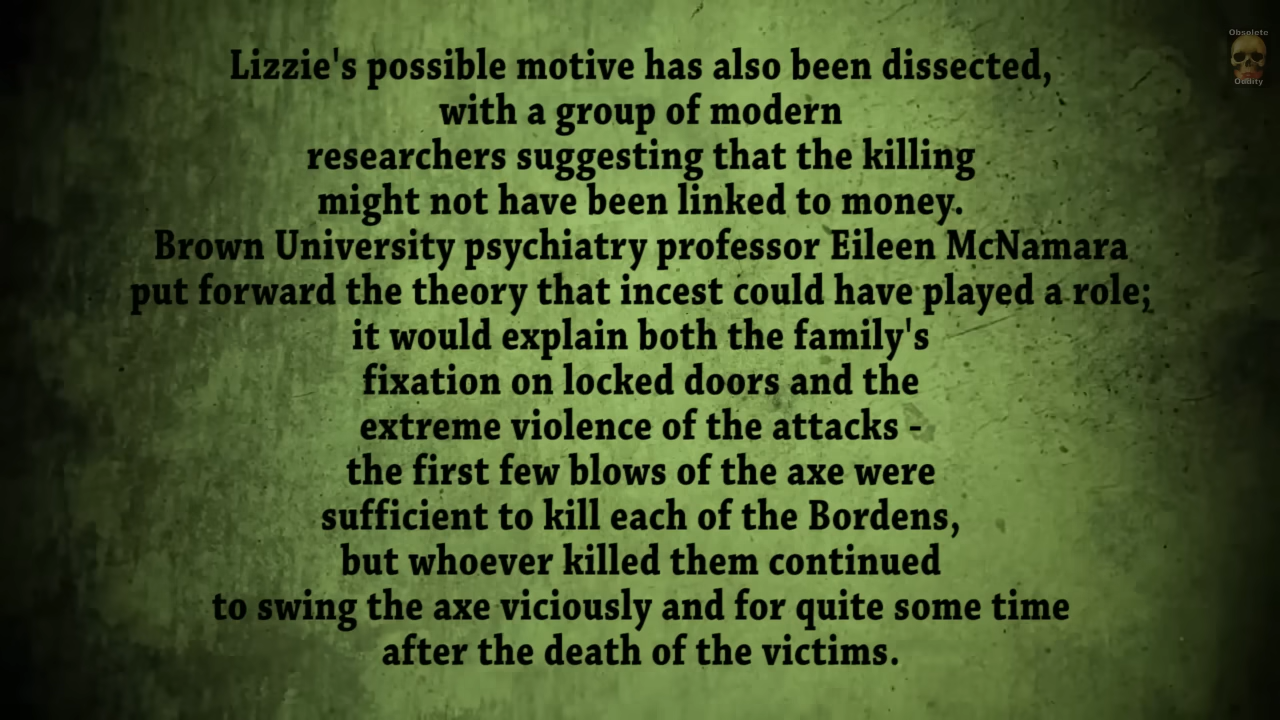 Obsolete
Oddity
Lizzie's possible motive has also been dissected,
with a group of modern
researchers suggesting that the killing
might not have been linked to money.
Brown University psychiatry professor Eileen McNamara
put forward the theory that incest could have played a role;
it would explain both the family's
fixation on locked doors and the
extreme violence of the attacks -
the first few blows of the axe were
sufficient to kill each of the Bordens,
but whoever killed them continued
to swing the axe viciously and for quite some time
after the death of the victims.